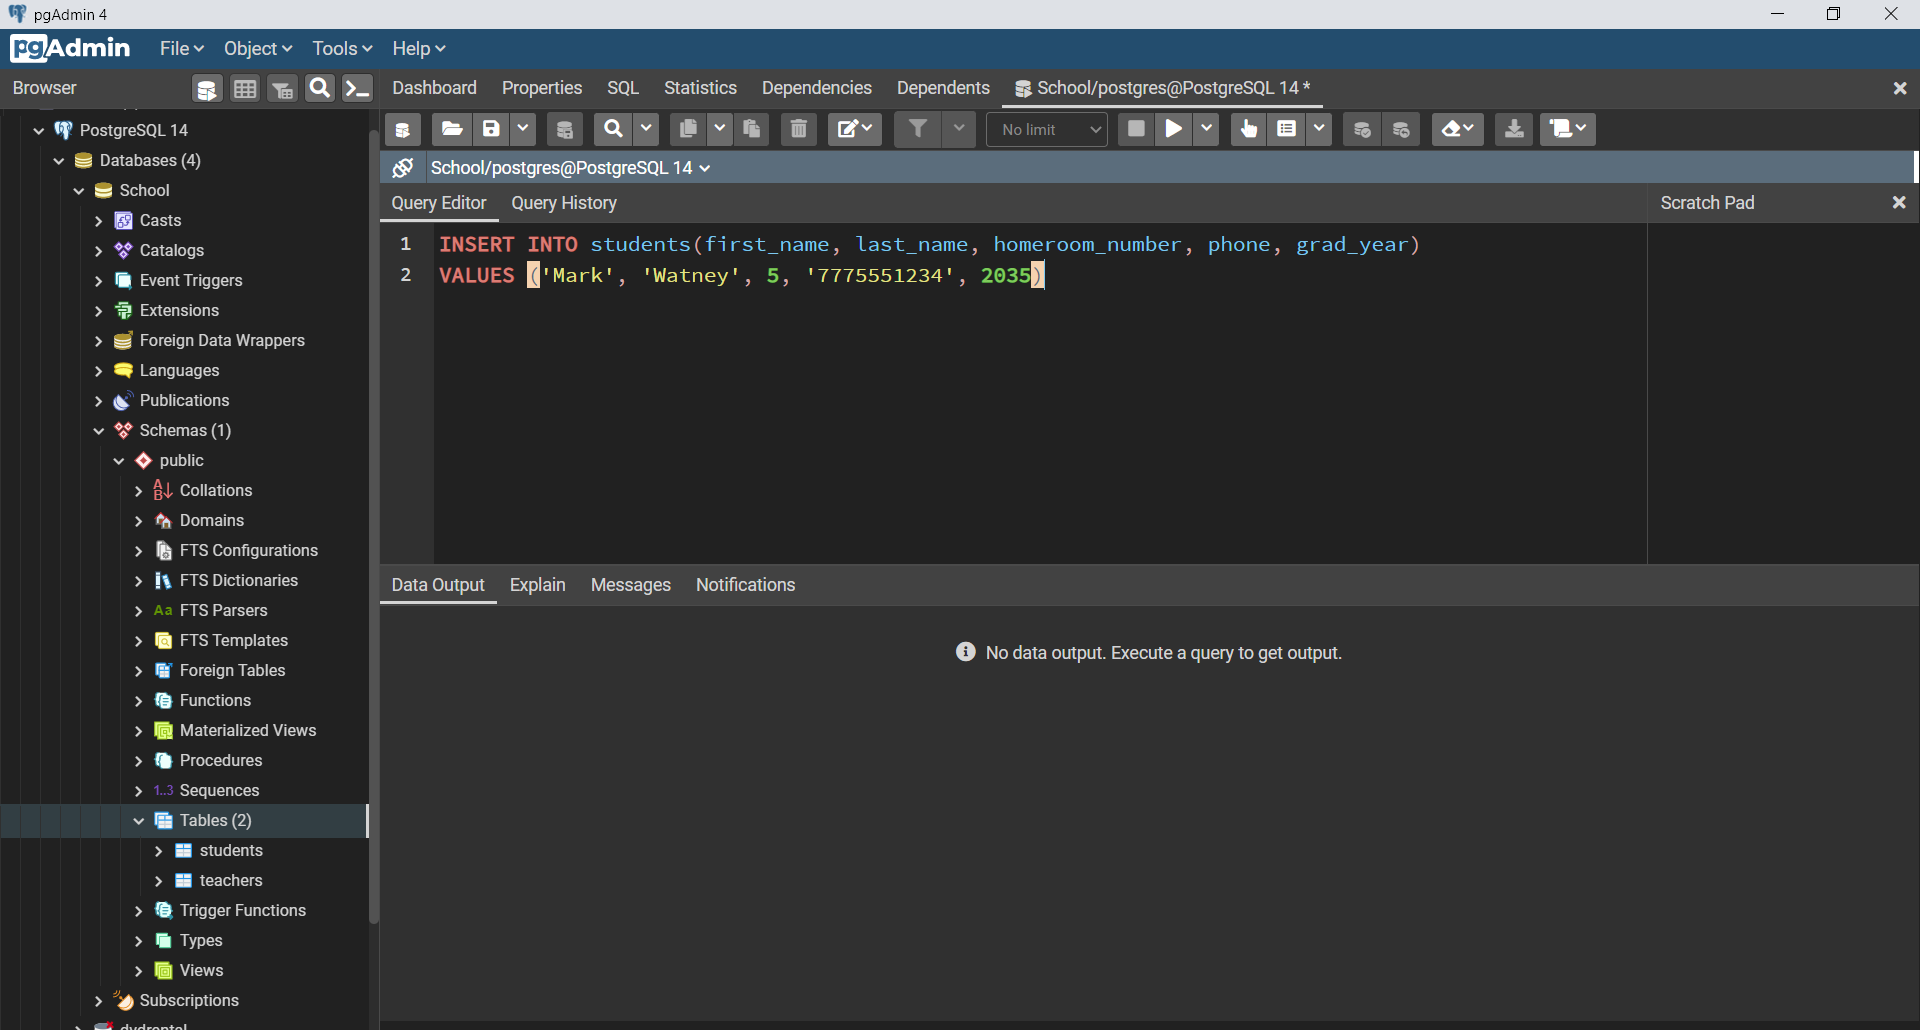 pgAdmin 4
pgAdmin File Object Tools Help
Browser
Dashboard Properties SQL Statistics Dependencies Dependents School/postgres@PostgreSQL 14 *
No limit
School/postgres@PostgreSQL 14
Query Editor Query History
Scratch Pad
1 INSERT INTO students(first_name, last_name, homeroom_number, phone, grad_year)
2 VALUES ('Mark', 'Watney', 5, '7775551234', 2035)
Data Output Explain Messages Notifications
No data output. Execute a query to get output.
PostgreSQL 14
Databases (4)
School
Casts
Catalogs
Event Triggers
Extensions
Foreign Data Wrappers
Languages
Publications
Schemas (1)
public
Collations
Domains
FTS Configurations
FTS Dictionaries
Aa FTS Parsers
FTS Templates
Foreign Tables
Functions
Materialized Views
Procedures
1..3 Sequences
Tables (2)
students
teachers
Trigger Functions
Types
Views
Subscriptions